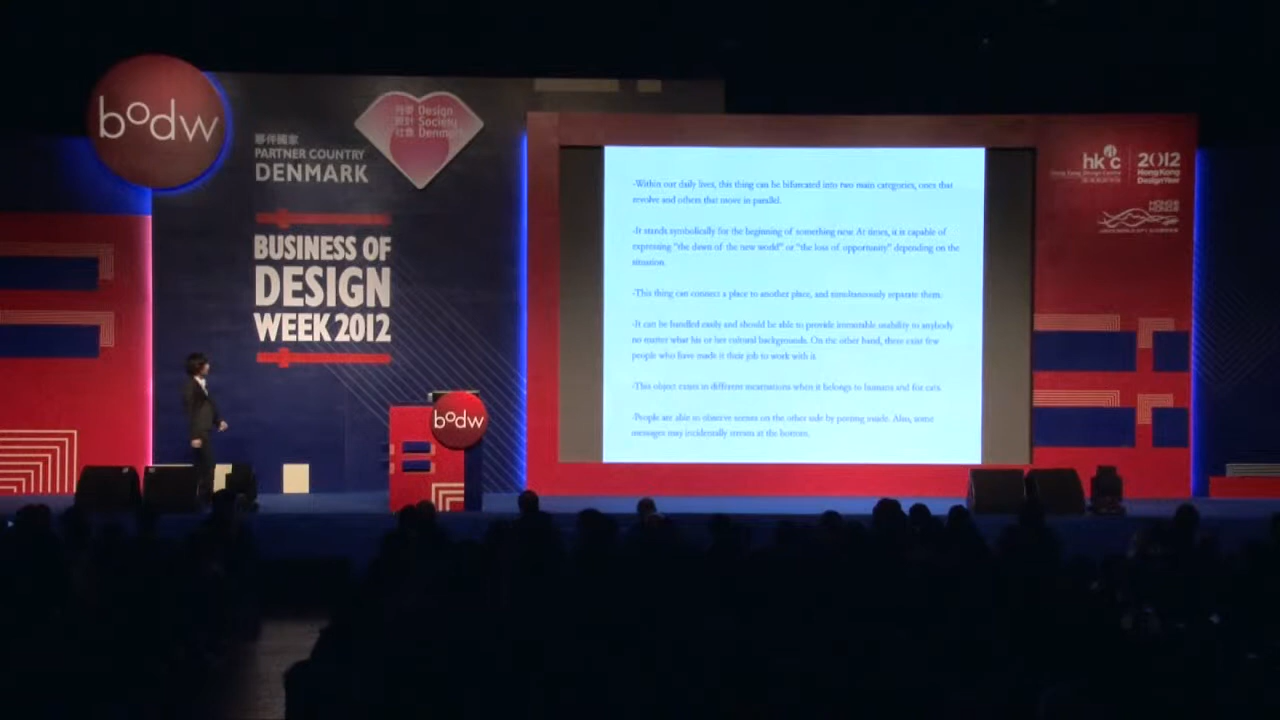 bodw
夥伴國家
PARTNER COUNTRY
DENMARK
Design
Society
Denmark
BUSINESS OF
DESIGN
WEEK 2012
bodw
-Within our daily lives, this thing can be bifurcated into two main categories, ones that
revolve and others that move in parallel.
-It stands symbolically for the beginning of something new. At times, it is capable of
expressing "the dawn of the new world" or "the loss of opportunity" depending on the
situation.
-This thing can connect a place to another place, and simultaneously separate them.
-It can be handled easily and should be able to provide immutable usability to anybody
no matter what his or her cultural backgrounds. On the other hand, there exist few
people who have made it their job to work with it.
-This object exists in different incarnations when it belongs to humans and for cats.
-People are able to observe scenes on the other side by peering inside. Also, some
messages may incidentally stream at the bottom.
hkdc
Hong Kong Design Centre
2012
Hong Kong
Design Year